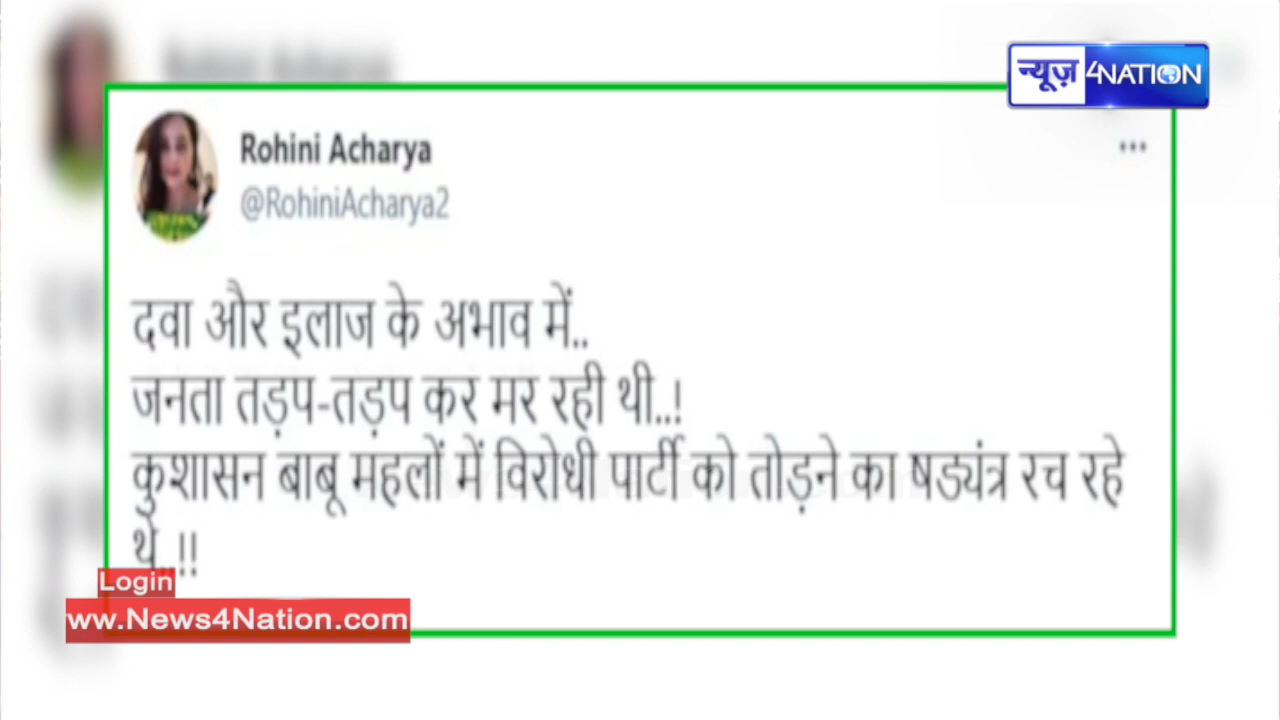 न्यूज़ 4NATION
Rohini Acharya
@RohiniAcharya2
दवा और इलाज के अभाव में..
जनता तड़प-तड़प कर मर रही थी..!
कुशासन बाबू महलों में विरोधी पार्टी को तोड़ने का षड्यंत्र रच रहे
थे..!!
Login
ww.News4Nation.com